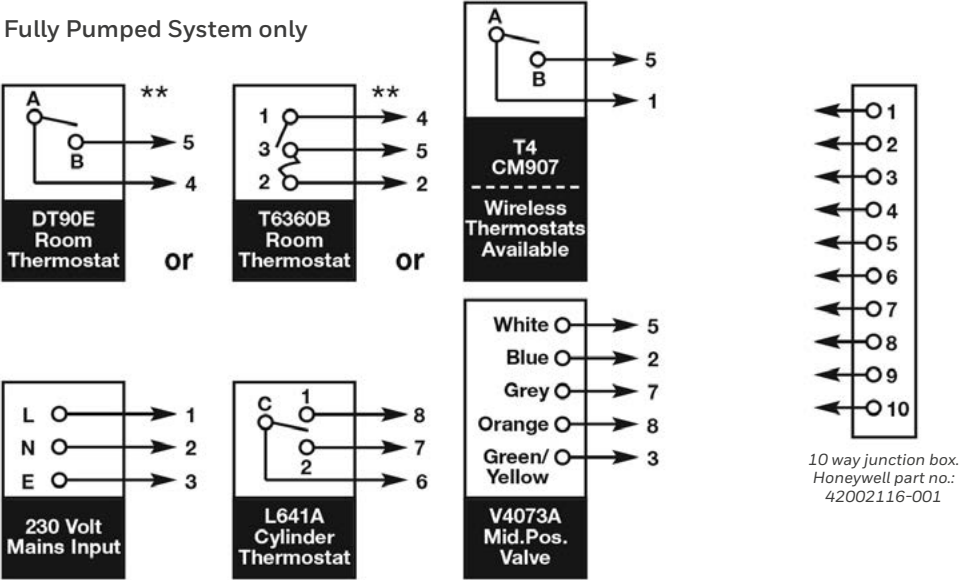 Fully Pumped System only
A
B
5
4
**
DT90E
Room
Thermostat
or
1
3
2
4
5
2
**
T6360B
Room
Thermostat
or
A
B
5
1
T4
CM907
Wireless
Thermostats
Available
L
N
E
1
2
3
230 Volt
Mains Input
C
1
2
8
7
6
L641A
Cylinder
Thermostat
White
Blue
Grey
Orange
Green/
Yellow
5
2
7
8
3
V4073A
Mid.Pos.
Valve
1
2
3
4
5
6
7
8
9
10
10 way junction box.
Honeywell part no.:
42002116-001